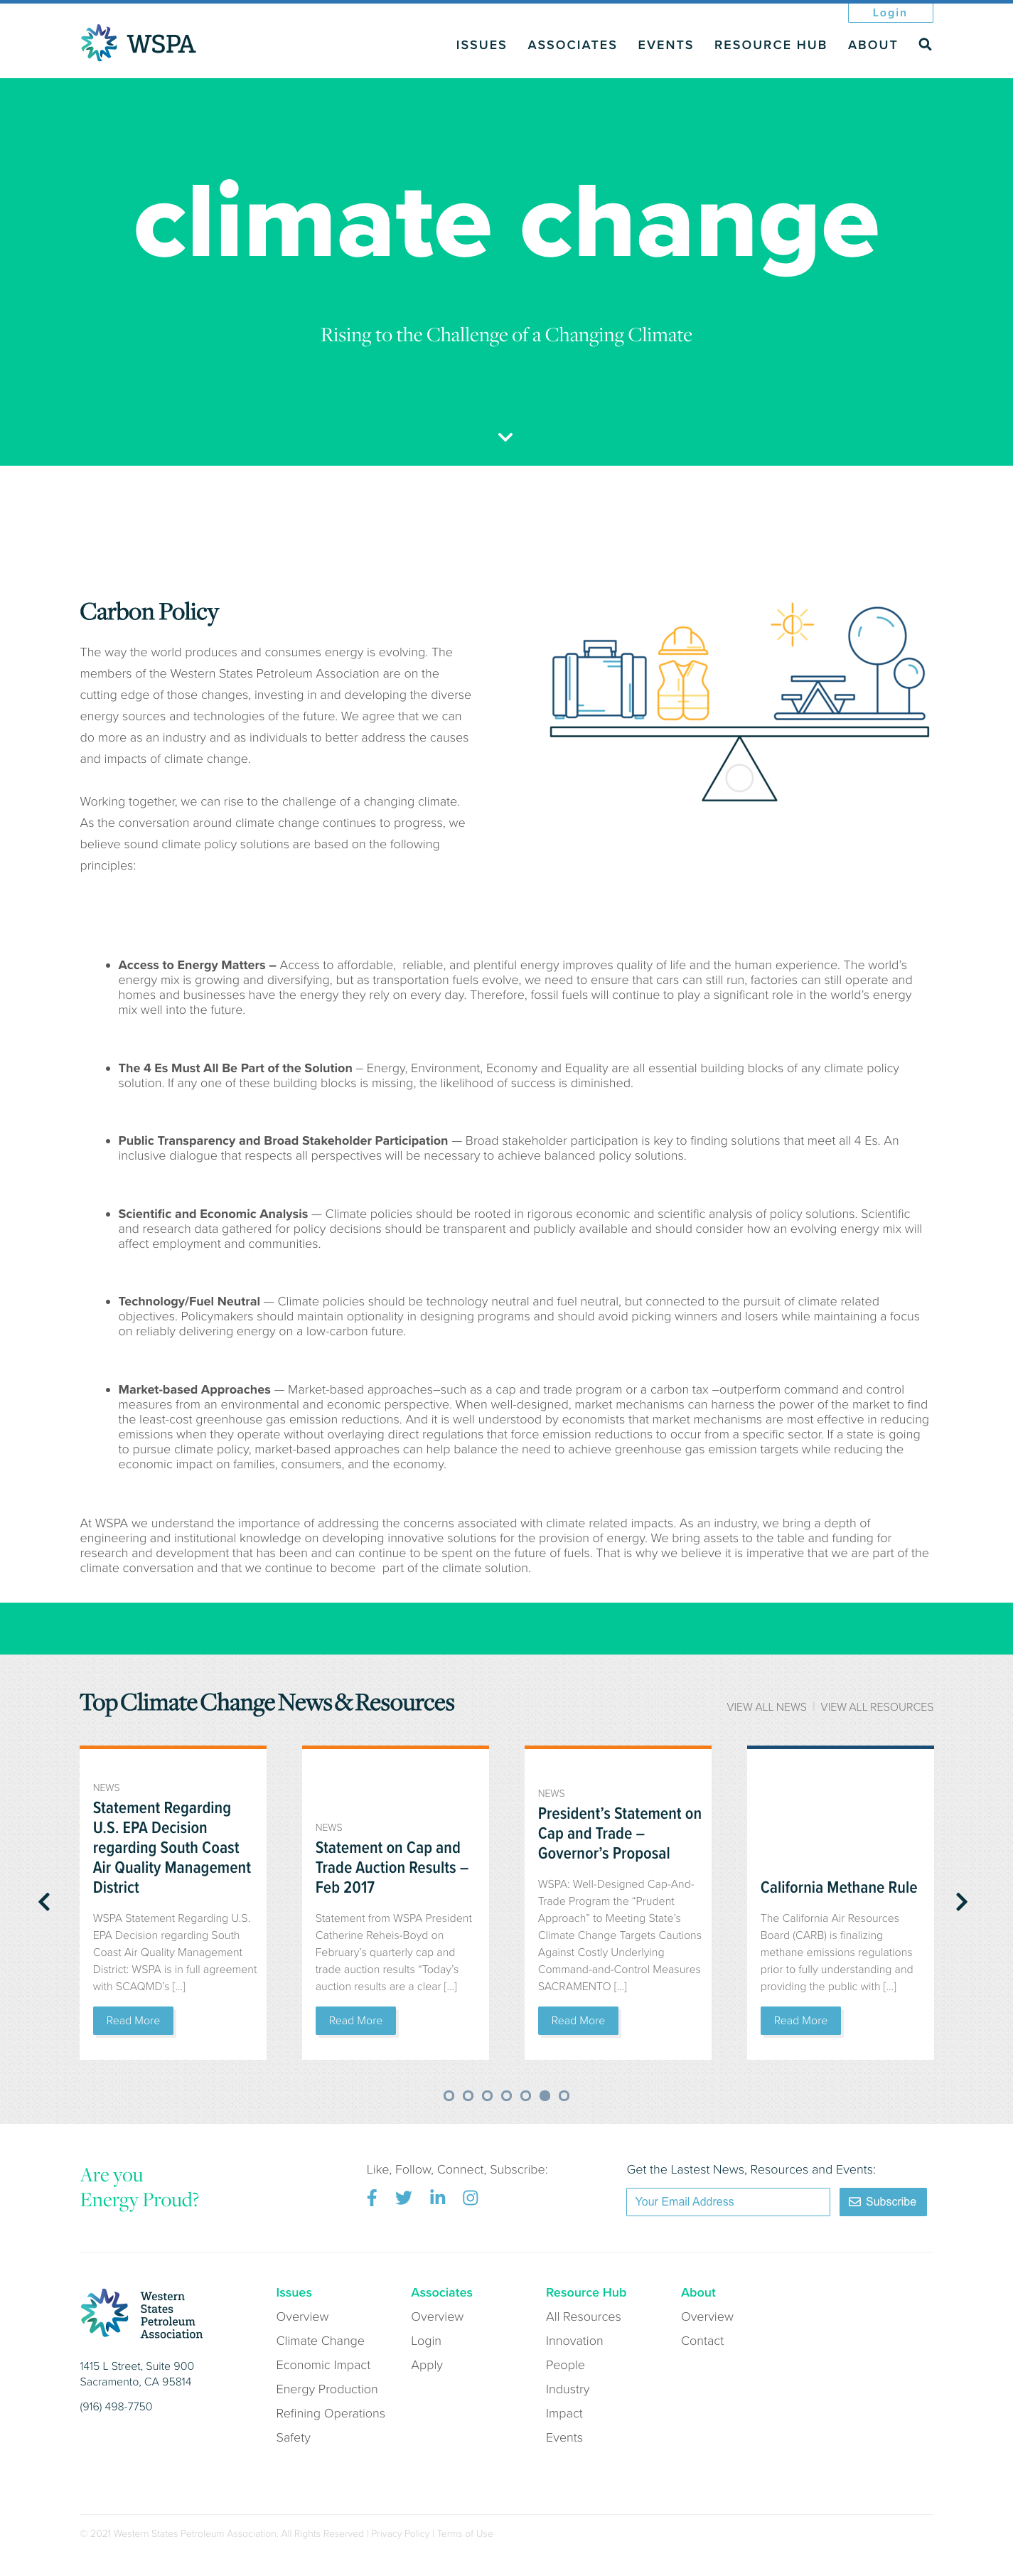 Login
WSPA
ISSUES ASSOCIATES EVENTS RESOURCE HUB ABOUT
climate change
Rising to the Challenge of a Changing Climate
Carbon Policy
The way the world produces and consumes energy is evolving. The
members of the Western States Petroleum Association are on the
cutting edge of those changes, investing in and developing the diverse
energy sources and technologies of the future. We agree that we can
do more as an industry and as individuals to better address the causes
and impacts of climate change.
Working together, we can rise to the challenge of a changing climate.
As the conversation around climate change continues to progress, we
believe sound climate policy solutions are based on the following
principles:
• Access to Energy Matters – Access to affordable,  reliable, and plentiful energy improves quality of life and the human experience. The world's
energy mix is growing and diversifying, but as transportation fuels evolve, we need to ensure that cars can still run, factories can still operate and
homes and businesses have the energy they rely on every day. Therefore, fossil fuels will continue to play a significant role in the world's energy
mix well into the future.
• The 4 Es Must All Be Part of the Solution – Energy, Environment, Economy and Equality are all essential building blocks of any climate policy
solution. If any one of these building blocks is missing, the likelihood of success is diminished.
• Public Transparency and Broad Stakeholder Participation — Broad stakeholder participation is key to finding solutions that meet all 4 Es. An
inclusive dialogue that respects all perspectives will be necessary to achieve balanced policy solutions.
• Scientific and Economic Analysis — Climate policies should be rooted in rigorous economic and scientific analysis of policy solutions. Scientific
and research data gathered for policy decisions should be transparent and publicly available and should consider how an evolving energy mix will
affect employment and communities.
• Technology/Fuel Neutral — Climate policies should be technology neutral and fuel neutral, but connected to the pursuit of climate related
objectives. Policymakers should maintain optionality in designing programs and should avoid picking winners and losers while maintaining a focus
on reliably delivering energy on a low-carbon future.
• Market-based Approaches — Market-based approaches–such as a cap and trade program or a carbon tax –outperform command and control
measures from an environmental and economic perspective. When well-designed, market mechanisms can harness the power of the market to find
the least-cost greenhouse gas emission reductions. And it is well understood by economists that market mechanisms are most effective in reducing
emissions when they operate without overlaying direct regulations that force emission reductions to occur from a specific sector. If a state is going
to pursue climate policy, market-based approaches can help balance the need to achieve greenhouse gas emission targets while reducing the
economic impact on families, consumers, and the economy.
At WSPA we understand the importance of addressing the concerns associated with climate related impacts. As an industry, we bring a depth of
engineering and institutional knowledge on developing innovative solutions for the provision of energy. We bring assets to the table and funding for
research and development that has been and can continue to be spent on the future of fuels. That is why we believe it is imperative that we are part of the
climate conversation and that we continue to become  part of the climate solution.
Top Climate Change News & Resources
VIEW ALL NEWS | VIEW ALL RESOURCES
NEWS
Statement Regarding
U.S. EPA Decision
regarding South Coast
Air Quality Management
District
WSPA Statement Regarding U.S.
EPA Decision regarding South
Coast Air Quality Management
District: WSPA is in full agreement
with SCAQMD's [...]
Read More
NEWS
Statement on Cap and
Trade Auction Results –
Feb 2017
Statement from WSPA President
Catherine Reheis-Boyd on
February's quarterly cap and
trade auction results "Today's
auction results are a clear [...]
Read More
NEWS
President's Statement on
Cap and Trade –
Governor's Proposal
WSPA: Well-Designed Cap-And-
Trade Program the "Prudent
Approach" to Meeting State's
Climate Change Targets Cautions
Against Costly Underlying
Command-and-Control Measures
SACRAMENTO [...]
Read More
California Methane Rule
The California Air Resources
Board (CARB) is finalizing
methane emissions regulations
prior to fully understanding and
providing the public with [...]
Read More
Are you
Energy Proud?
Like, Follow, Connect, Subscribe:
Get the Lastest News, Resources and Events:
Your Email Address
Subscribe
Western
States
Petroleum
Association
1415 L Street, Suite 900
Sacramento, CA 95814
(916) 498-7750
Issues
Overview
Climate Change
Economic Impact
Energy Production
Refining Operations
Safety
Associates
Overview
Login
Apply
Resource Hub
All Resources
Innovation
People
Industry
Impact
Events
About
Overview
Contact
© 2021 Western States Petroleum Association. All Rights Reserved | Privacy Policy | Terms of Use